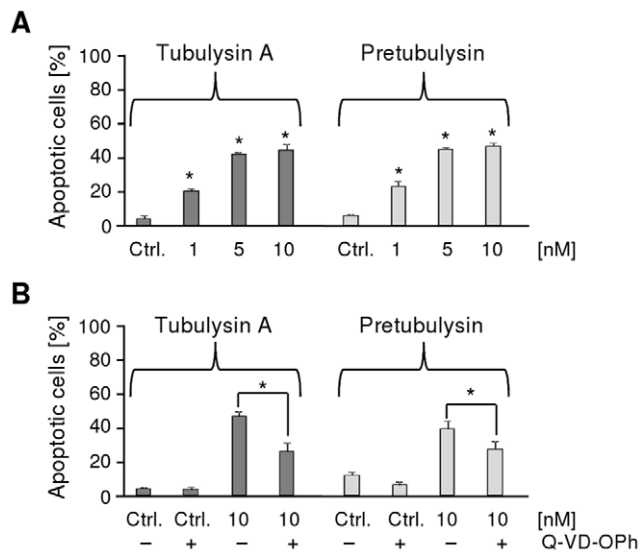 A
Apoptotic cells [%]
100
80
60
40
20
0
Tubulysin A Pretubulysin
* * * * * *
Ctrl. 1 5 10 Ctrl. 1 5 10 [nM]
B
Apoptotic cells [%]
100
80
60
40
20
0
Tubulysin A Pretubulysin
* *
Ctrl. Ctrl. 10 10 Ctrl. Ctrl. 10 10 [nM]
– + – + – + – + Q-VD-OPh